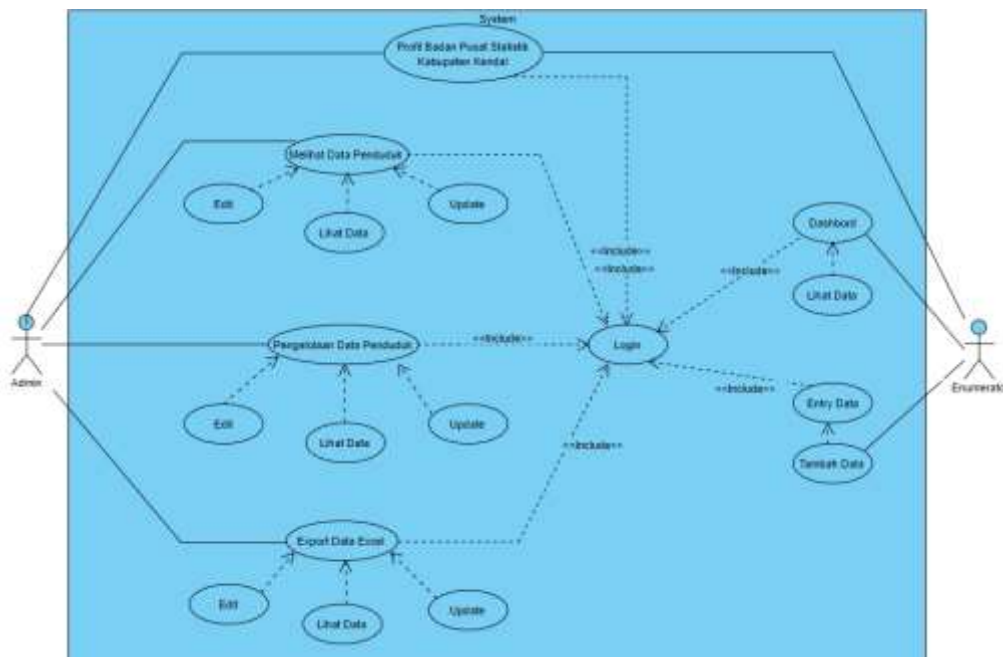 System
Profil Badan Pusat Statistik
Kabupaten Kendal
Melihat Data Penduduk
Edit
Lihat Data
Update
<<Include>>
<<Include>>
Dashbord
<<Include>>
Lihat Data
Admin
Pengelolaan Data Penduduk
<<Include>>
Login
Enumerato
<<Include>>
Entry Data
Edit
Lihat Data
Update
<<Include>>
Tambah Data
Export Data Excel
Edit
Lihat Data
Update